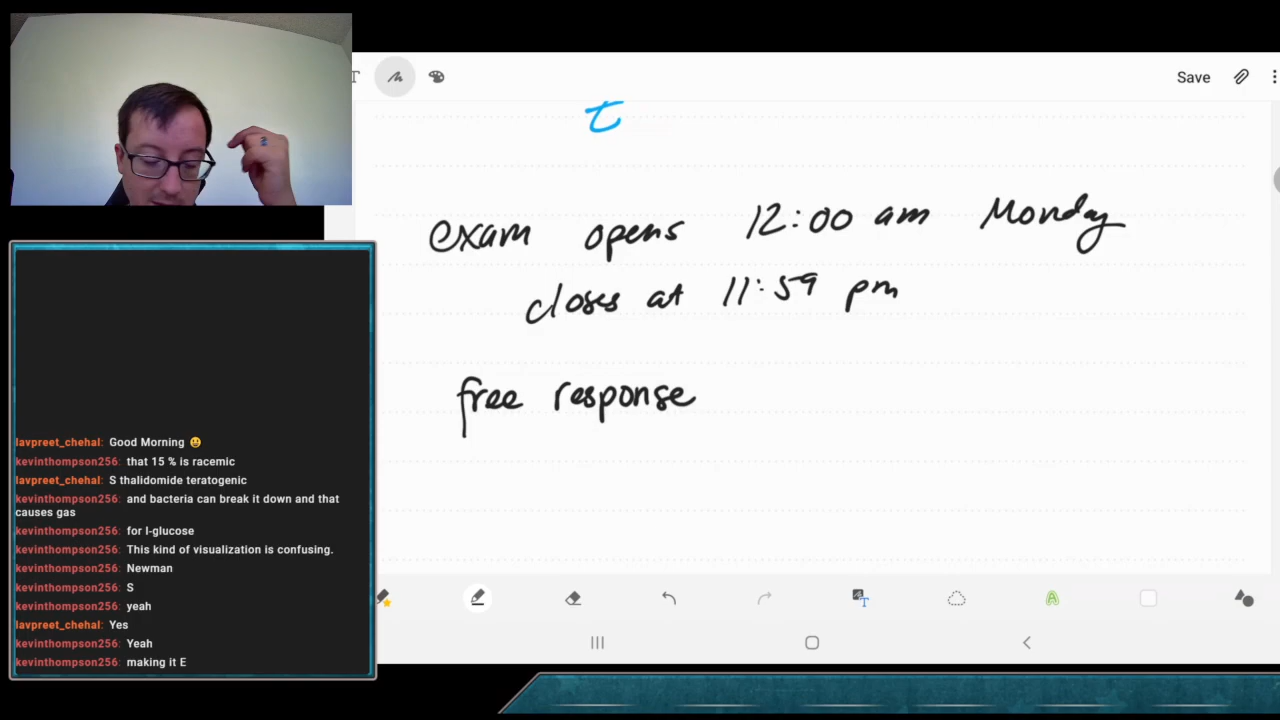 T
Save
t
exam opens 12:00 am Monday
closes at 11:59 pm
free response
lavpreet_chehal: Good Morning 😃
kevinthompson256: that 15 % is racemic
lavpreet_chehal: S thalidomide teratogenic
kevinthompson256: and bacteria can break it down and that
causes gas
kevinthompson256: for l-glucose
kevinthompson256: This kind of visualization is confusing.
kevinthompson256: Newman
kevinthompson256: S
kevinthompson256: yeah
lavpreet_chehal: Yes
kevinthompson256: Yeah
kevinthompson256: making it E